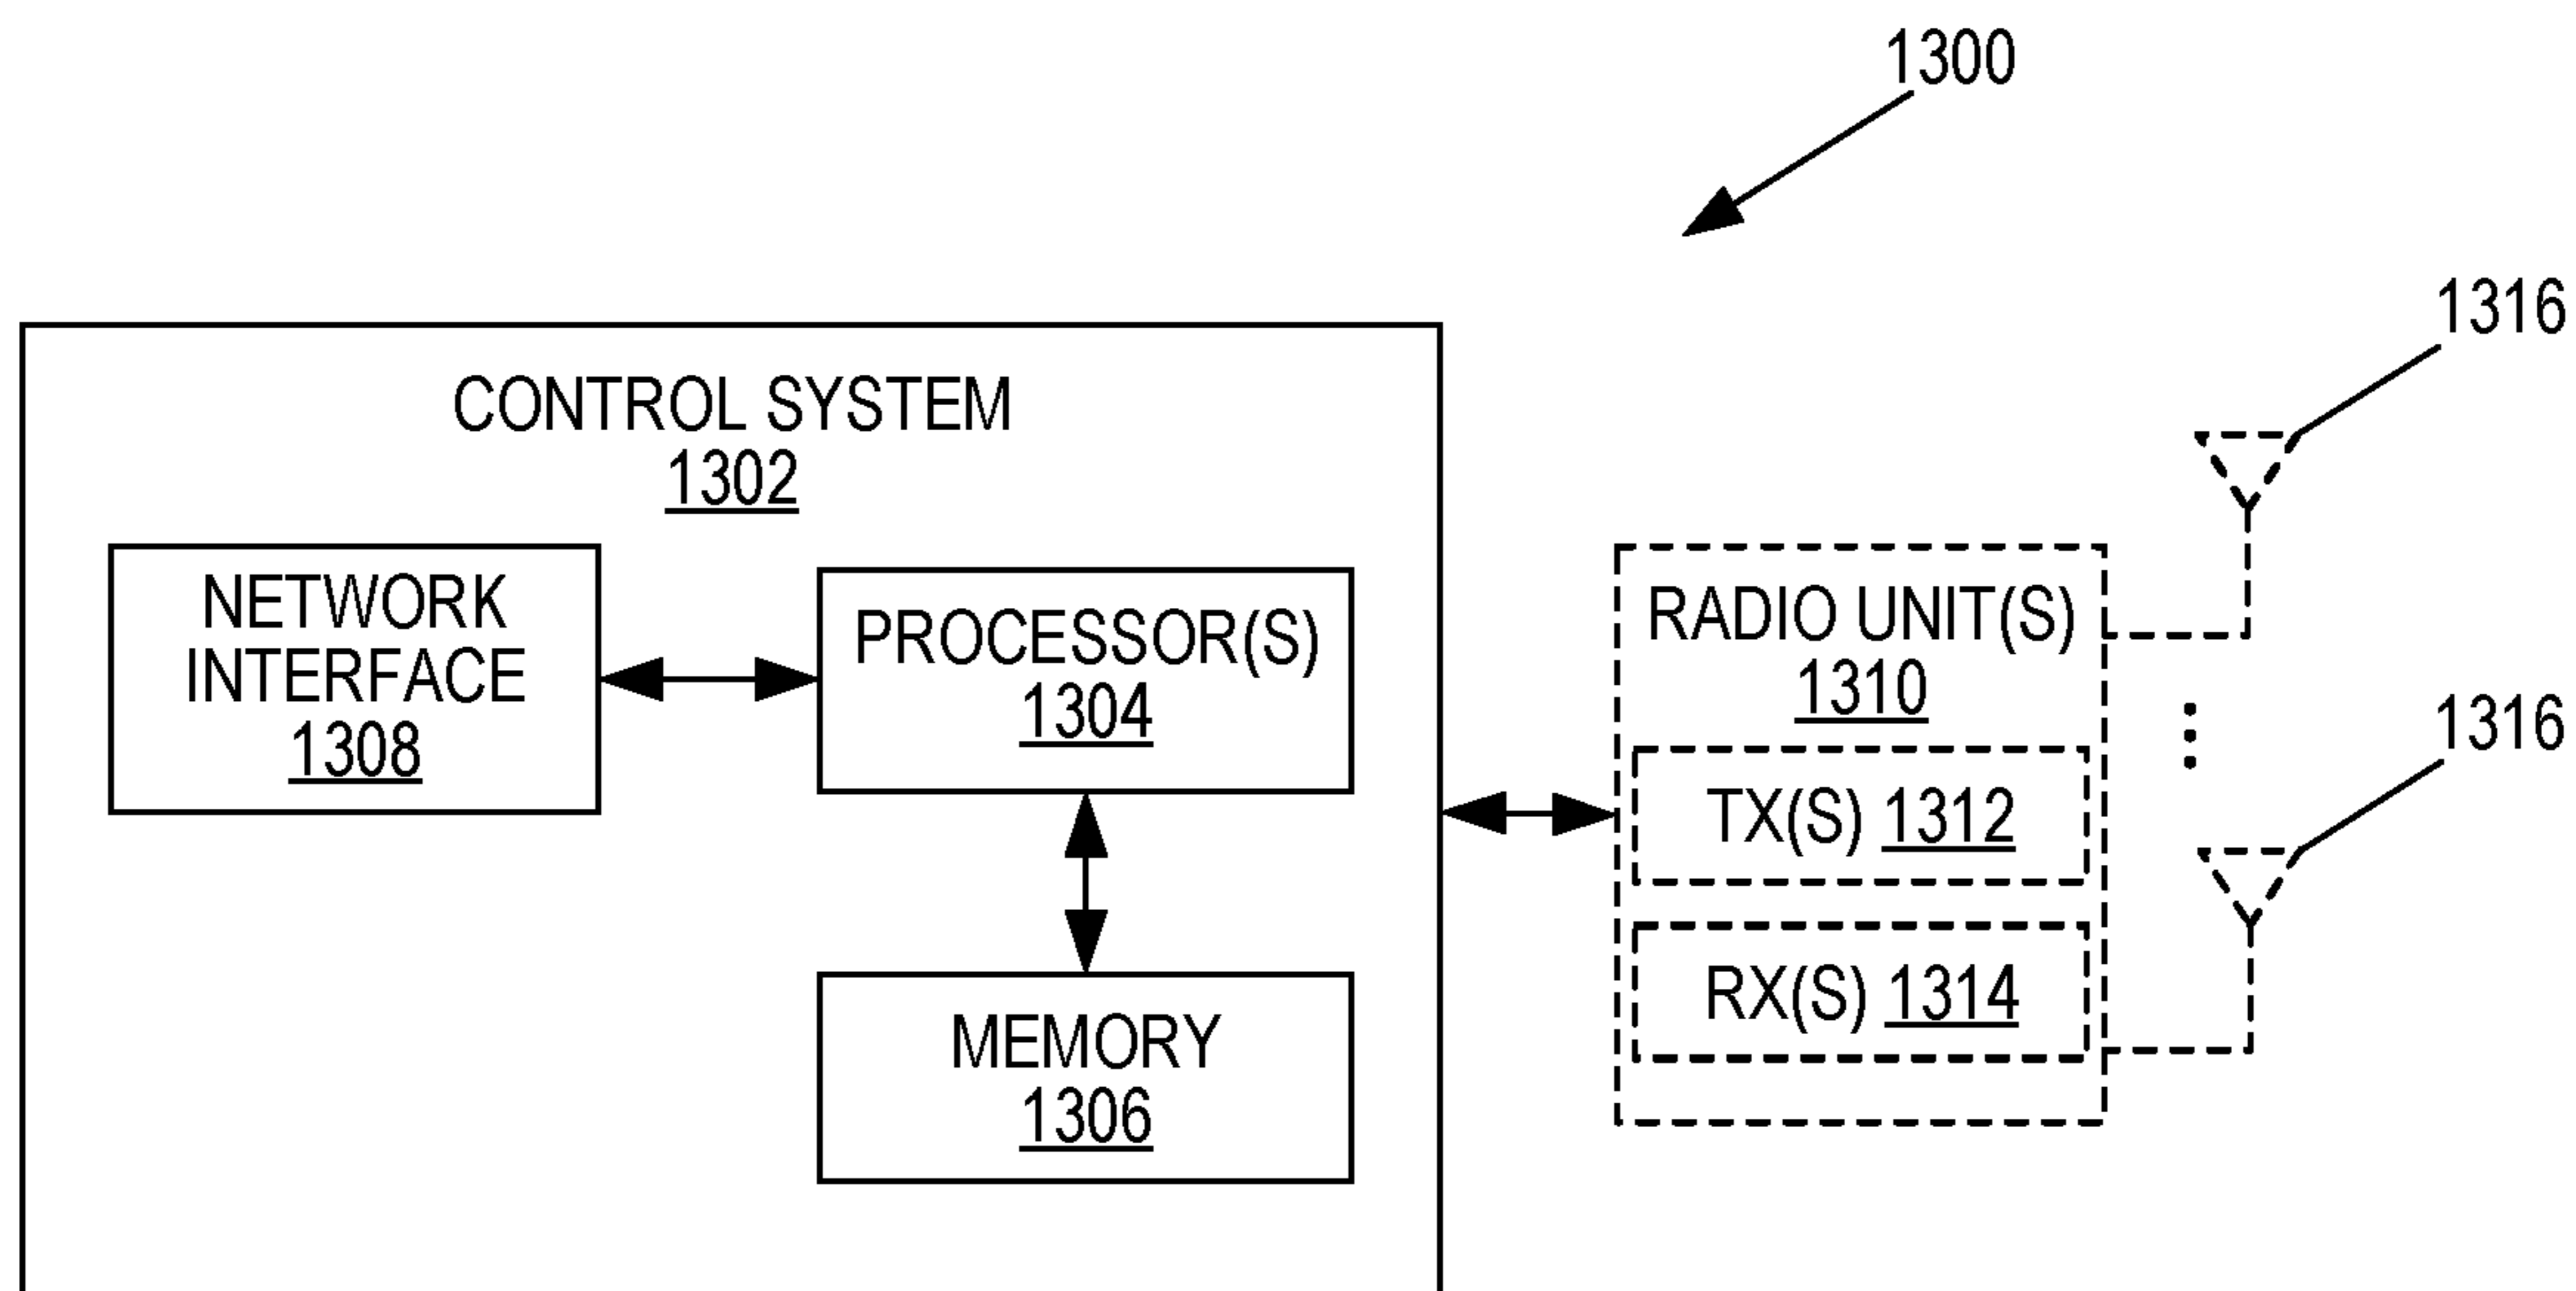 1300
1316
CONTROL SYSTEM
1302
NETWORK
INTERFACE
1308
PROCESSOR(S)
1304
MEMORY
1306
RADIO UNIT(S)
1310
TX(S) 1312
RX(S) 1314
1316